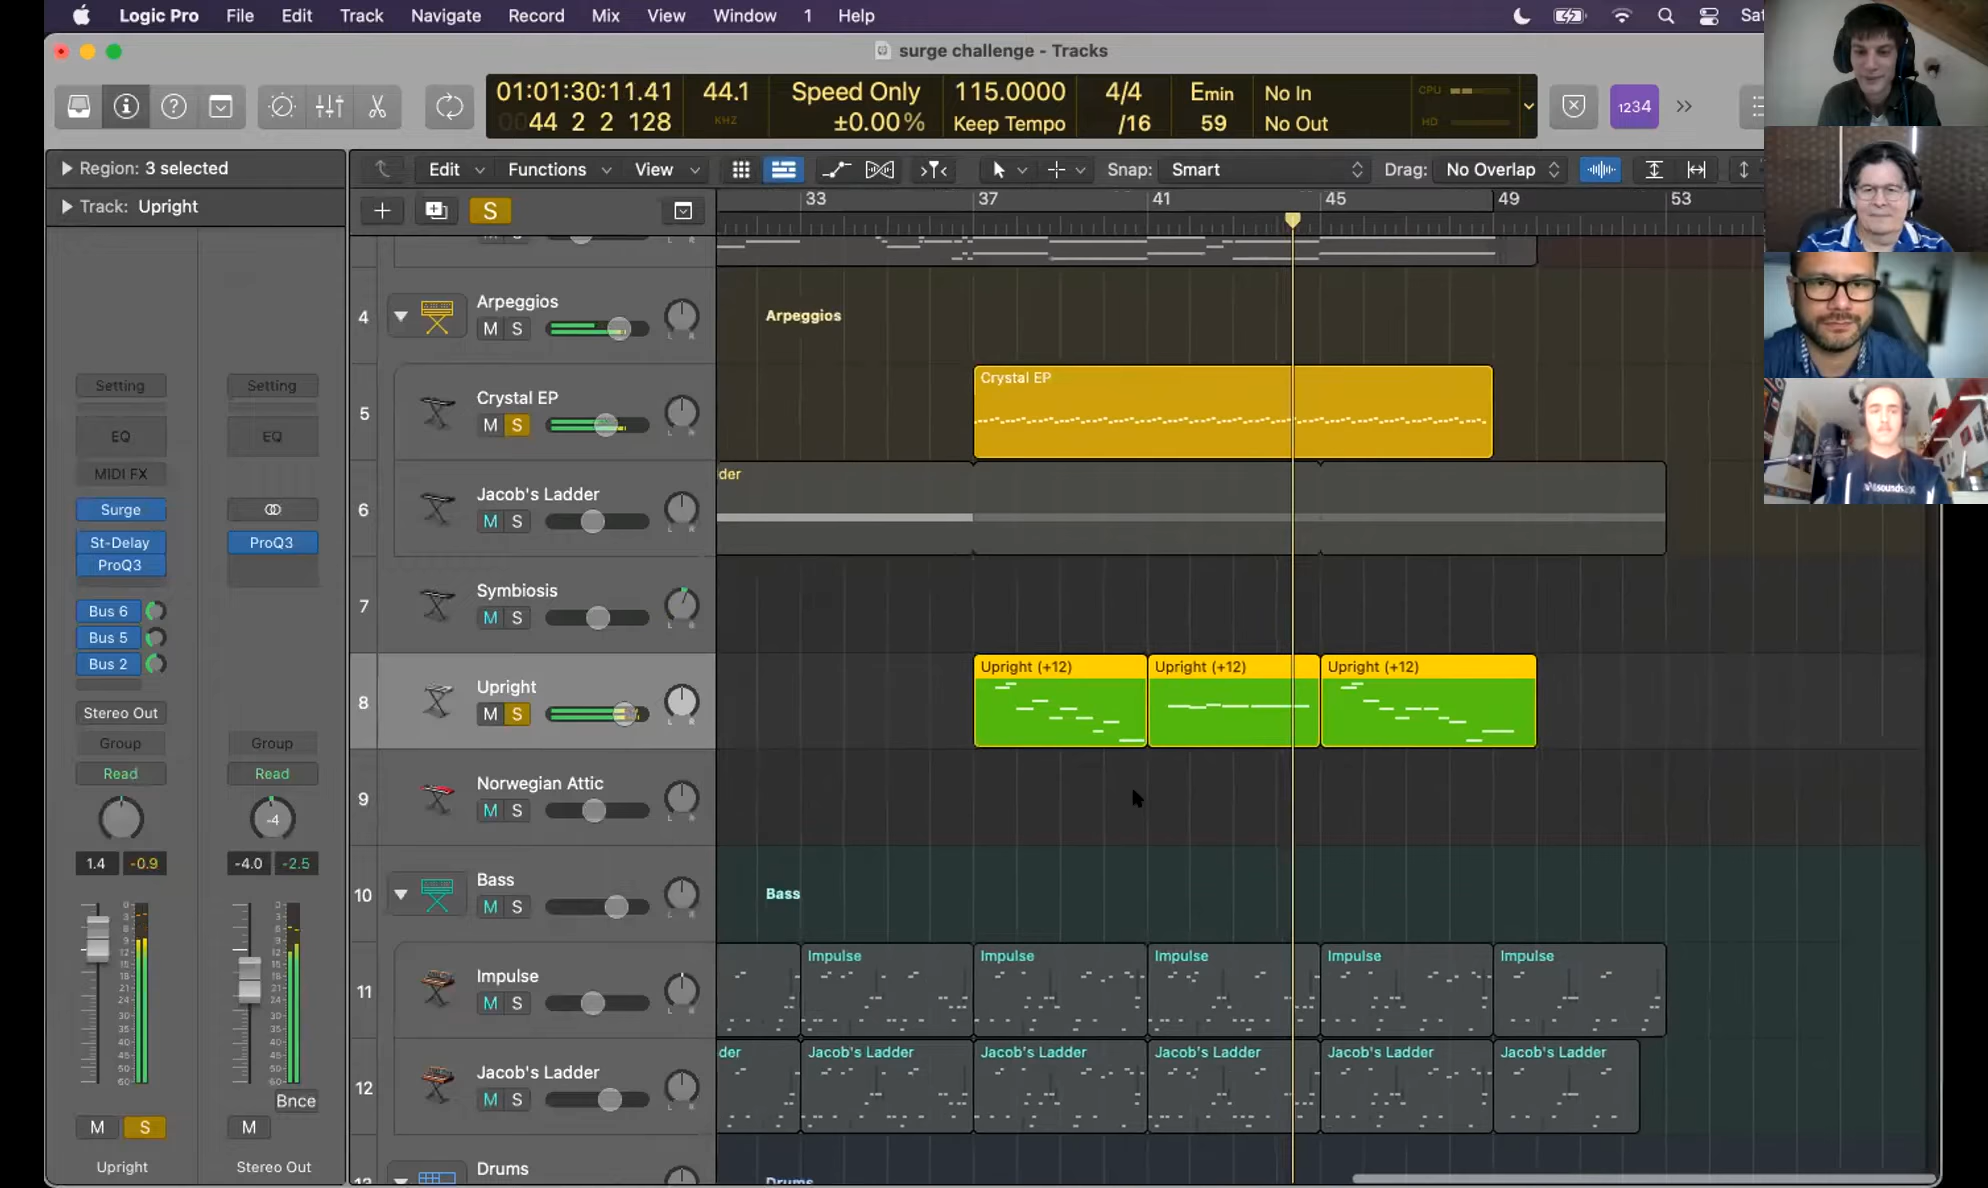 Logic Pro File Edit Track Navigate Record Mix View Window 1 Help Sat
surge challenge - Tracks
01:01:30:11.41 44.1 Speed Only 115.0000 4/4 Emin No In CPU
0044 2 2 128 KHZ ±0.00% Keep Tempo /16 59 No Out HD
1234
Region: 3 selected
Track: Upright
Edit Functions View Snap: Smart Drag: No Overlap
S
33 37 41 45 49 53
M S
4 Arpeggios
M S
L R
Arpeggios
5 Crystal EP
M S
L R
Crystal EP
6 Jacob's Ladder
M S
L R
der
7 Symbiosis
M S
L R
8 Upright
M S
L R
Upright (+12) Upright (+12) Upright (+12)
9 Norwegian Attic
M S
L R
10 Bass
M S
L R
Bass
11 Impulse
M S
L R
Impulse Impulse Impulse Impulse Impulse
12 Jacob's Ladder
M S
L R
der Jacob's Ladder Jacob's Ladder Jacob's Ladder Jacob's Ladder Jacob's Ladder
13 Drums
Drums
Setting Setting
EQ EQ
MIDI FX
Surge
St-Delay ProQ3
ProQ3
Bus 6
Bus 5
Bus 2
Stereo Out
Group Group
Read Read
-4
1.4 -0.9 -4.0 -2.5
Bnce
M S M
Upright Stereo Out